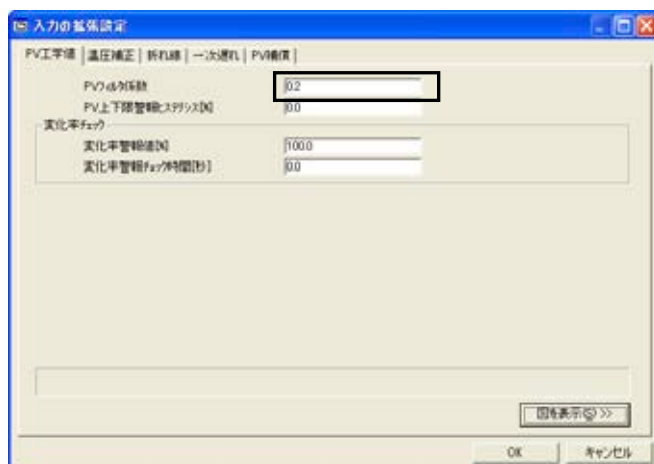 入力の拡張設定
PV工学値 温圧補正 折れ線 一次遅れ PV補償
PVフィルタ係数 0.2
PV上下限警報ヒステリシス[%] 0.0
変化率チェック
変化率警報値[%] 100.0
変化率警報チェック時間[秒] 0.0
図を表示(S) >>
OK キャンセル